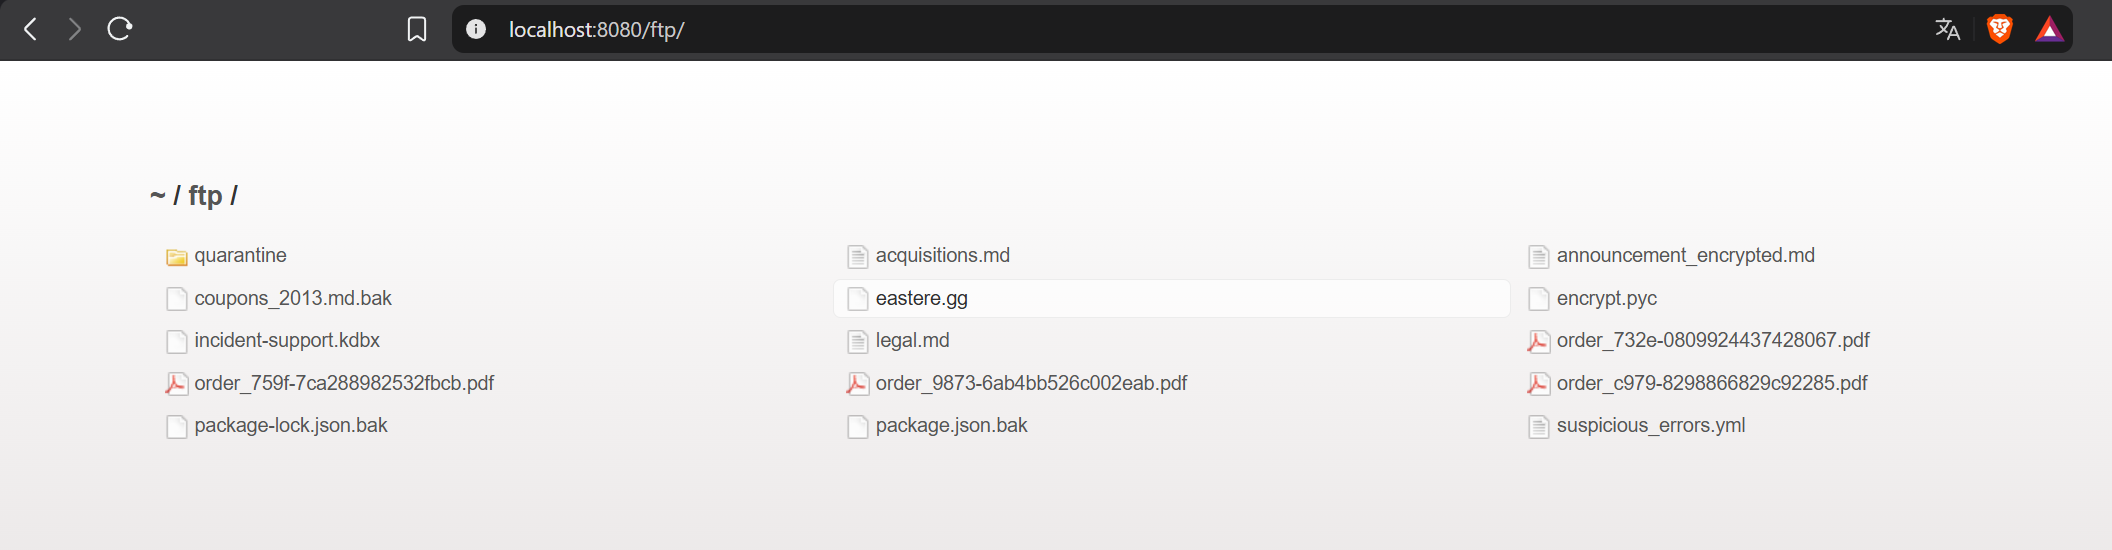 localhost:8080/ftp/
~ / ftp /
quarantine acquisitions.md announcement_encrypted.md
coupons_2013.md.bak eastere.gg encrypt.pyc
incident-support.kdbx legal.md order_732e-0809924437428067.pdf
order_759f-7ca288982532fbcb.pdf order_9873-6ab4bb526c002eab.pdf order_c979-8298866829c92285.pdf
package-lock.json.bak package.json.bak suspicious_errors.yml